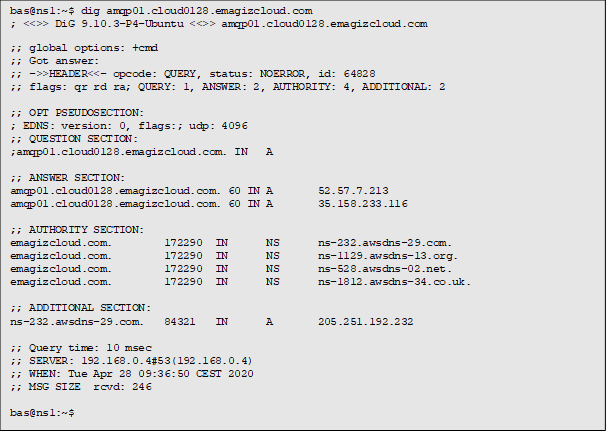 bas@ns1:~$ dig amqp01.cloud0128.emagizcloud.com
; <<>> DiG 9.10.3-P4-Ubuntu <<>> amqp01.cloud0128.emagizcloud.com
;; global options: +cmd
;; Got answer:
;; ->>HEADER<<- opcode: QUERY, status: NOERROR, id: 64828
;; flags: qr rd ra; QUERY: 1, ANSWER: 2, AUTHORITY: 4, ADDITIONAL: 2
;; OPT PSEUDOSECTION:
; EDNS: version: 0, flags:; udp: 4096
;; QUESTION SECTION:
;amqp01.cloud0128.emagizcloud.com. IN A
;; ANSWER SECTION:
amqp01.cloud0128.emagizcloud.com. 60 IN A 52.57.7.213
amqp01.cloud0128.emagizcloud.com. 60 IN A 35.158.233.116
;; AUTHORITY SECTION:
emagizcloud.com. 172290 IN NS ns-232.awsdns-29.com.
emagizcloud.com. 172290 IN NS ns-1129.awsdns-13.org.
emagizcloud.com. 172290 IN NS ns-528.awsdns-02.net.
emagizcloud.com. 172290 IN NS ns-1812.awsdns-34.co.uk.
;; ADDITIONAL SECTION:
ns-232.awsdns-29.com. 84321 IN A 205.251.192.232
;; Query time: 10 msec
;; SERVER: 192.168.0.4#53(192.168.0.4)
;; WHEN: Tue Apr 28 09:36:50 CEST 2020
;; MSG SIZE rcvd: 246
bas@ns1:~$